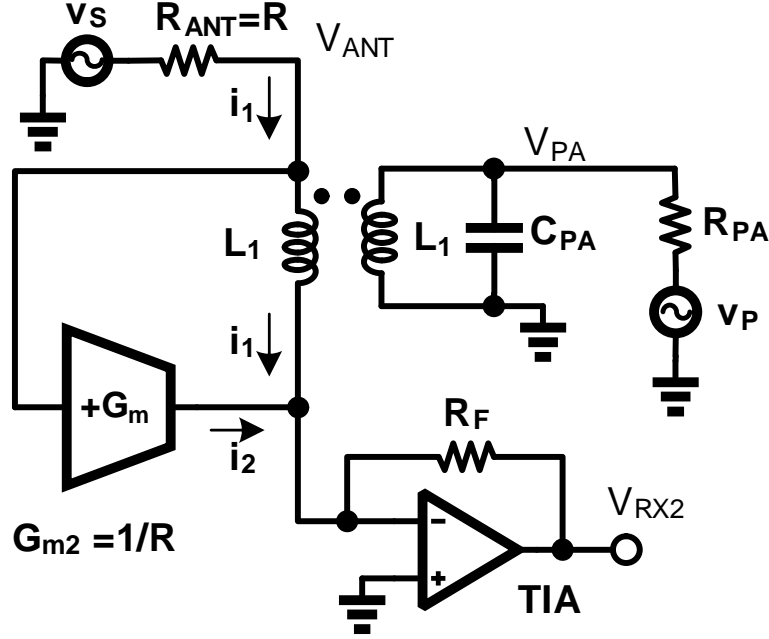 vS
RANT=R
VANT
i1
VPA
L1
L1
CPA
RPA
vP
i1
+Gm
i2
RF
Gm2 =1/R
VRX2
−
+
TIA